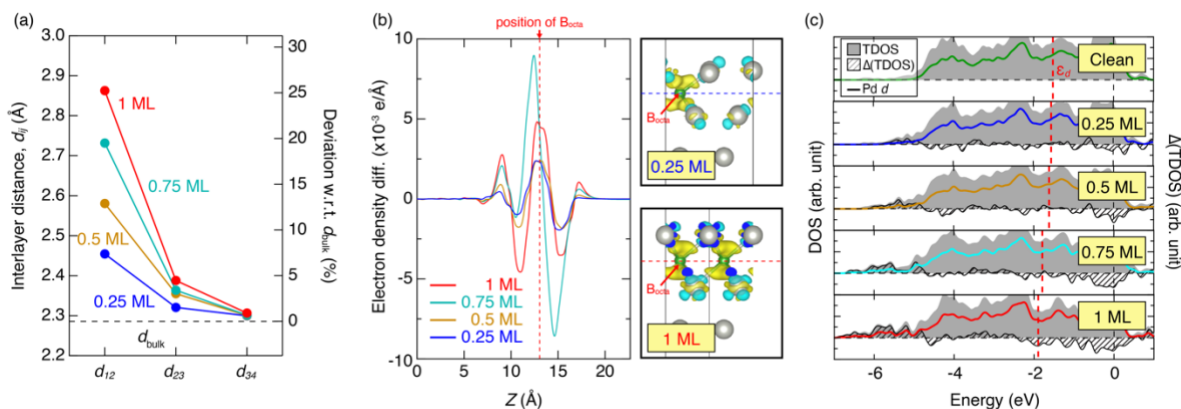 (a)
3.0
2.9
2.8
2.7
2.6
2.5
2.4
2.3
2.2
Interlayer distance, dij (Å)
1 ML
0.75 ML
0.5 ML
0.25 ML
dbulk
d12
d23
d34
30
25
20
15
10
5
0
Deviation w.r.t. dbulk (%)
(b)
position of Bocta
10
5
0
-5
-10
Electron density diff. (x10-3 e/Å)
1 ML
0.75 ML
0.5 ML
0.25 ML
0
5
10
15
20
Z (Å)
Bocta
0.25 ML
Bocta
1 ML
(c)
TDOS
Δ(TDOS)
Pd d
εd
Clean
0.25 ML
0.5 ML
0.75 ML
1 ML
DOS (arb. unit)
Δ(TDOS) (arb. unit)
-6
-4
-2
0
Energy (eV)